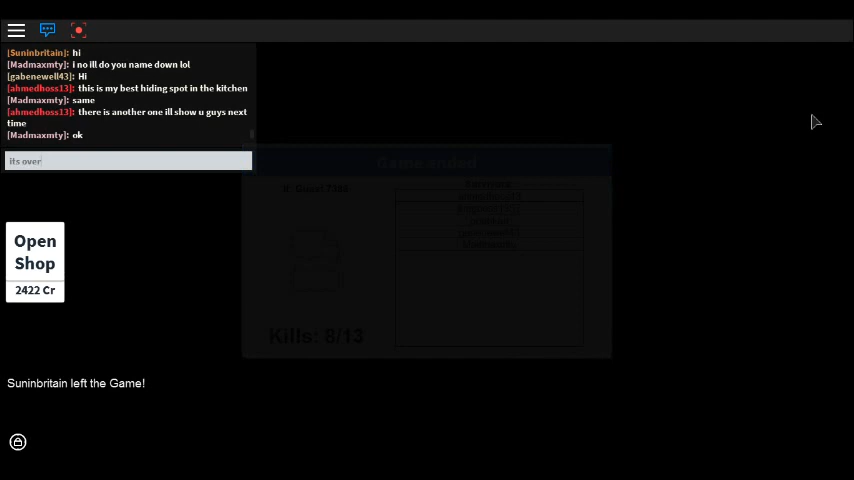 [Suninbritain]: hi
[Madmaxmty]: i no ill do you name down lol
[gabenewell43]: Hi
[ahmedhoss13]: this is my best hiding spot in the kitchen
[Madmaxmty]: same
[ahmedhoss13]: there is another one ill show u guys next
time
[Madmaxmty]: ok
its over
Game ended
Survivors
Kills: 8/13
Open
Shop
2422 Cr
Suninbritain left the Game!